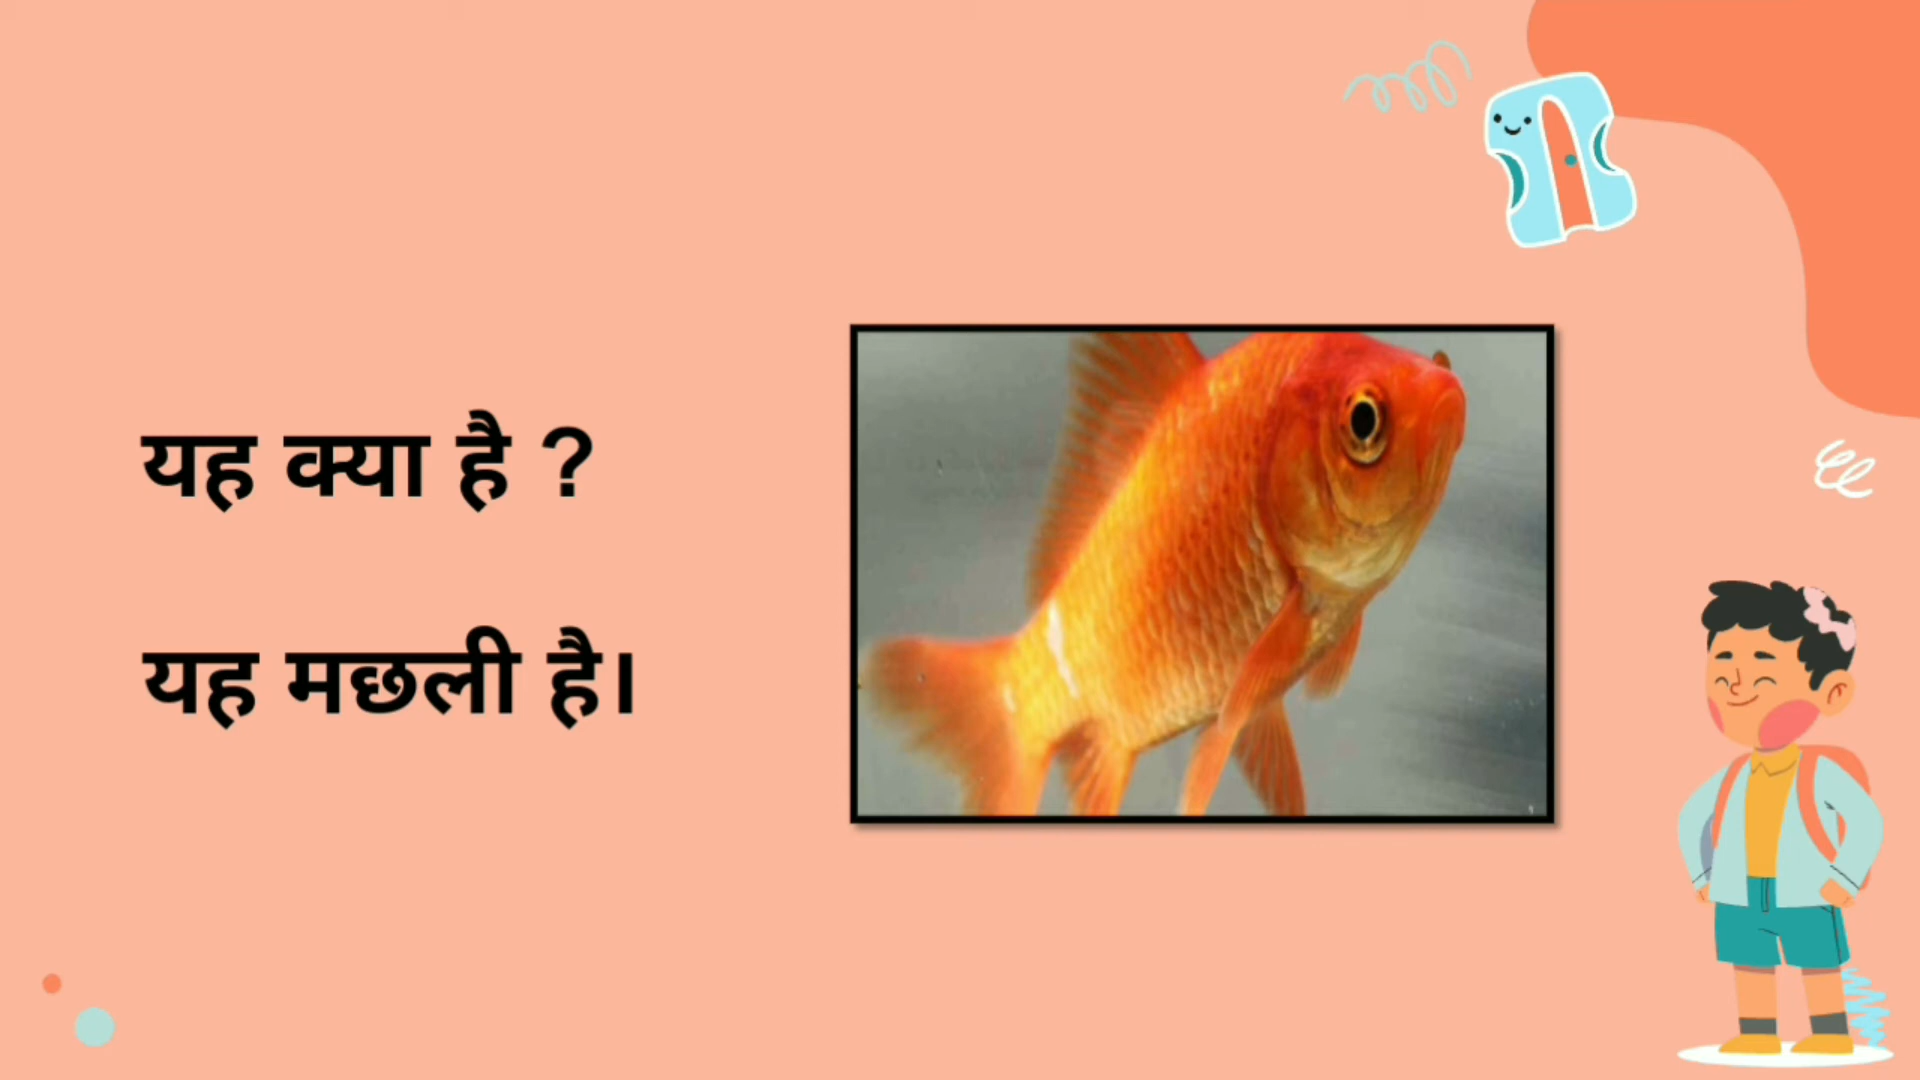 यह क्या है ?
यह मछली है।